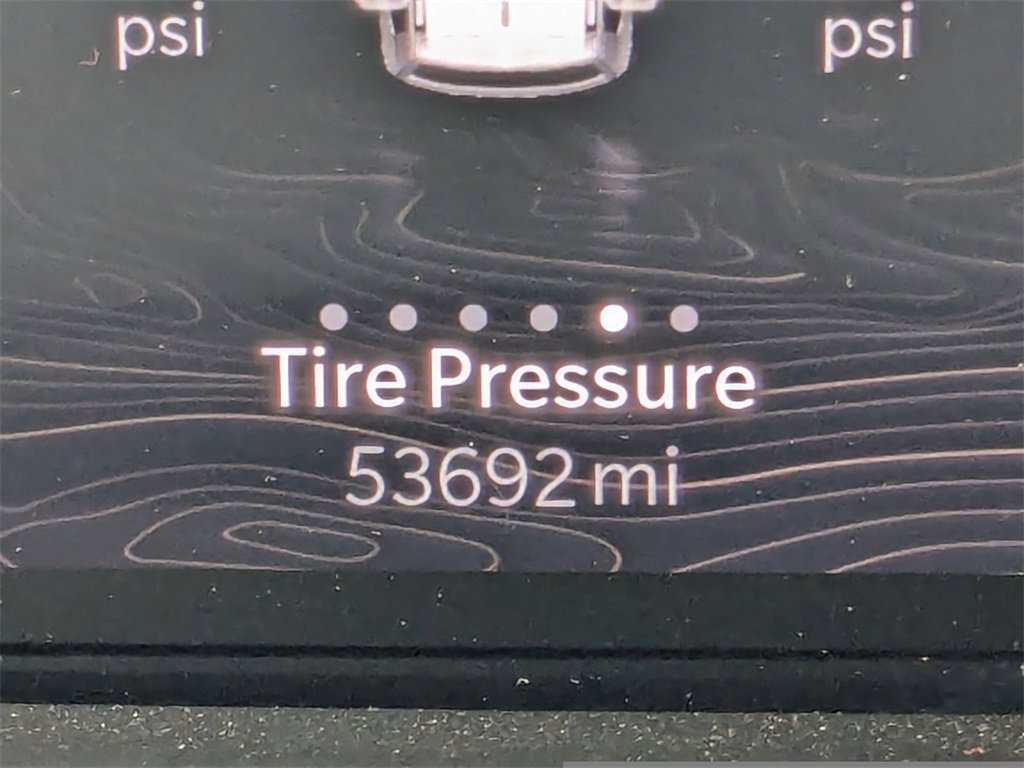 psi psi
Tire Pressure
53692 mi